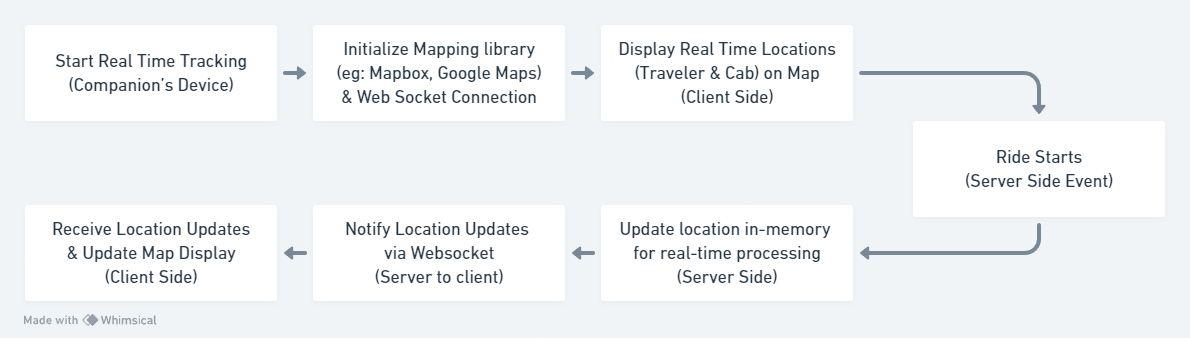 Start Real Time Tracking
(Companion's Device)
Initialize Mapping library
(eg: Mapbox, Google Maps)
& Web Socket Connection
Display Real Time Locations
(Traveler & Cab) on Map
(Client Side)
Ride Starts
(Server Side Event)
Update location in-memory
for real-time processing
(Server Side)
Notify Location Updates
via Websocket
(Server to client)
Receive Location Updates
& Update Map Display
(Client Side)
Made with Whimsical